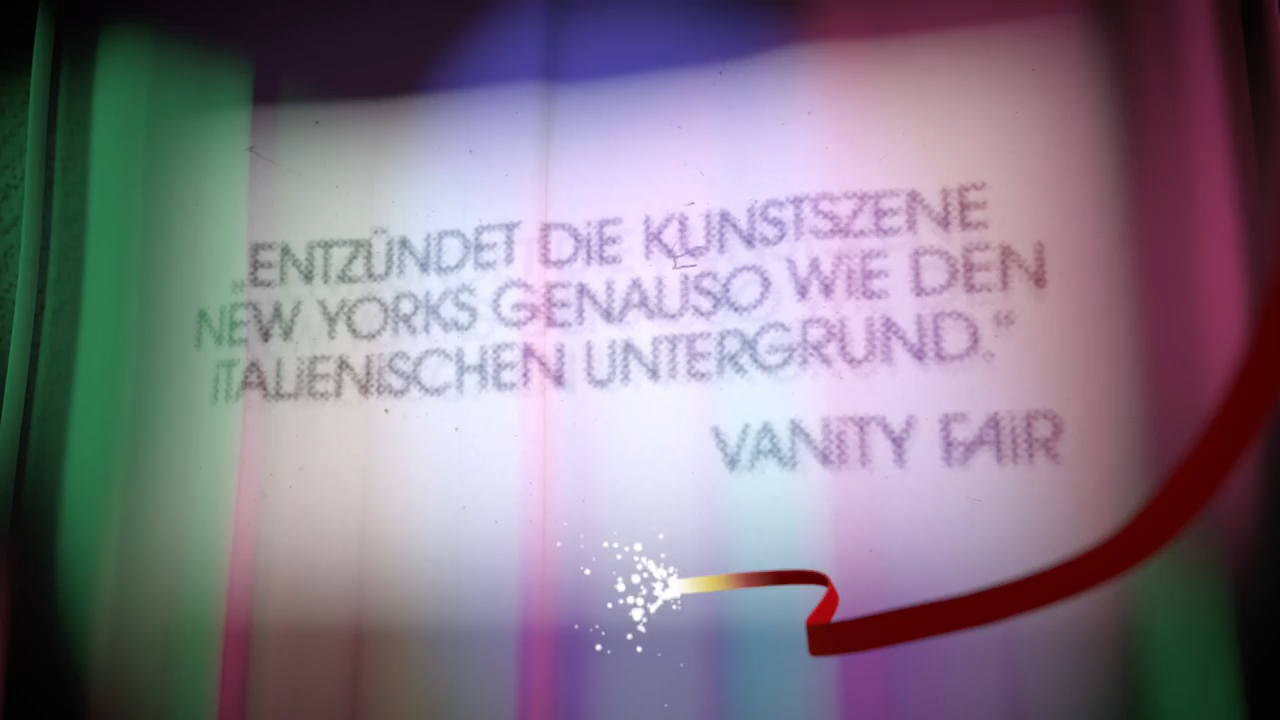 „ENTZÜNDET DIE KUNSTSZENE
NEW YORKS GENAUSO WIE DEN
ITALIENISCHEN UNTERGRUND.“
VANITY FAIR